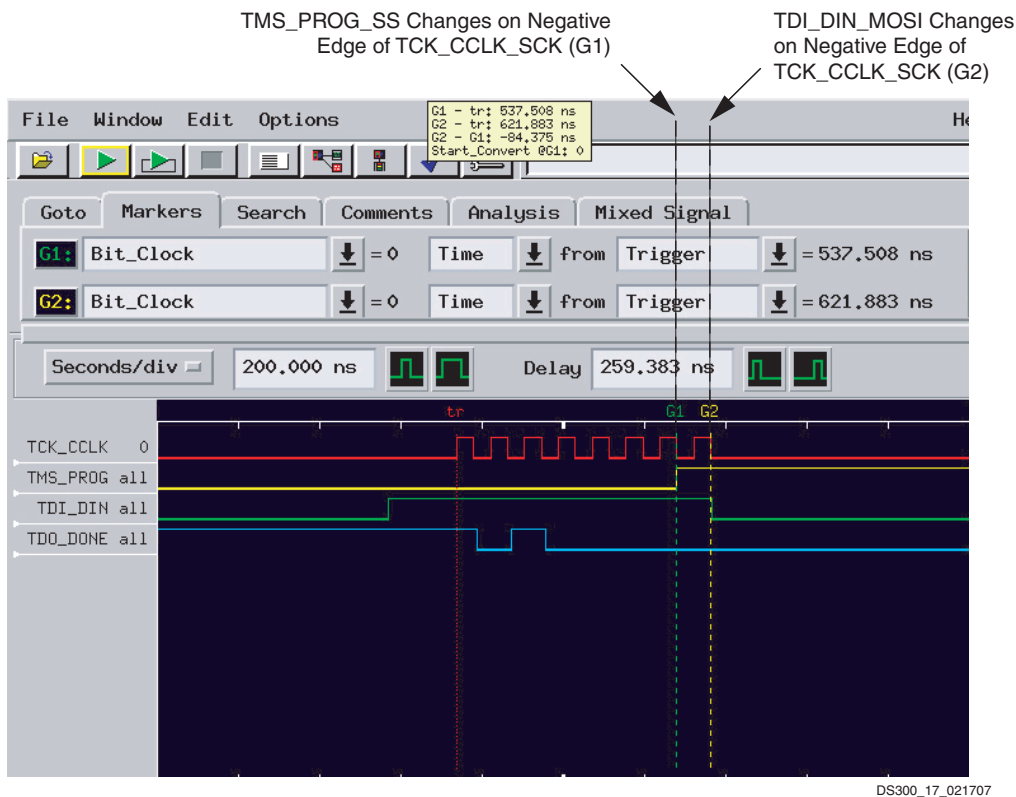 TMS_PROG_SS Changes on Negative
Edge of TCK_CCLK_SCK (G1)
TDI_DIN_MOSI Changes
on Negative Edge of
TCK_CCLK_SCK (G2)
File Window Edit Options He
G1 - tr: 537.508 ns
G2 - tr: 621.883 ns
G2 - G1: -84.375 ns
Start_Convert @G1: 0
Goto Markers Search Comments Analysis Mixed Signal
G1: Bit_Clock = 0 Time from Trigger = 537.508 ns
G2: Bit_Clock = 0 Time from Trigger = 621.883 ns
Seconds/div 200.000 ns Delay 259.383 ns
tr G1 G2
TCK_CCLK 0
TMS_PROG all
TDI_DIN all
TDO_DONE all
DS300_17_021707